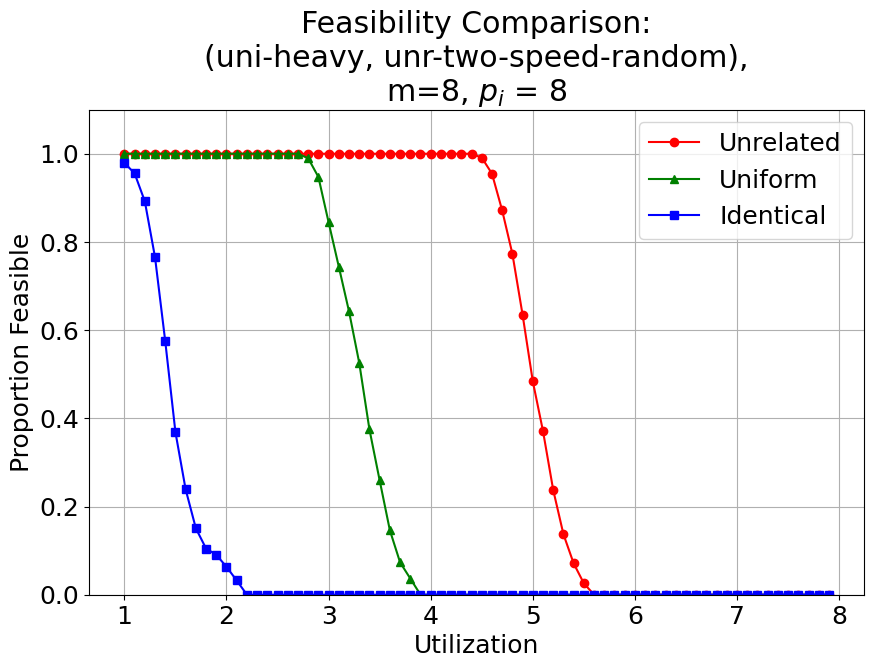 Feasibility Comparison:
(uni-heavy, unr-two-speed-random),
m=8, $p_i$ = 8
Unrelated
Uniform
Identical
Proportion Feasible
1.0
0.8
0.6
0.4
0.2
0.0
1 2 3 4 5 6 7 8
Utilization